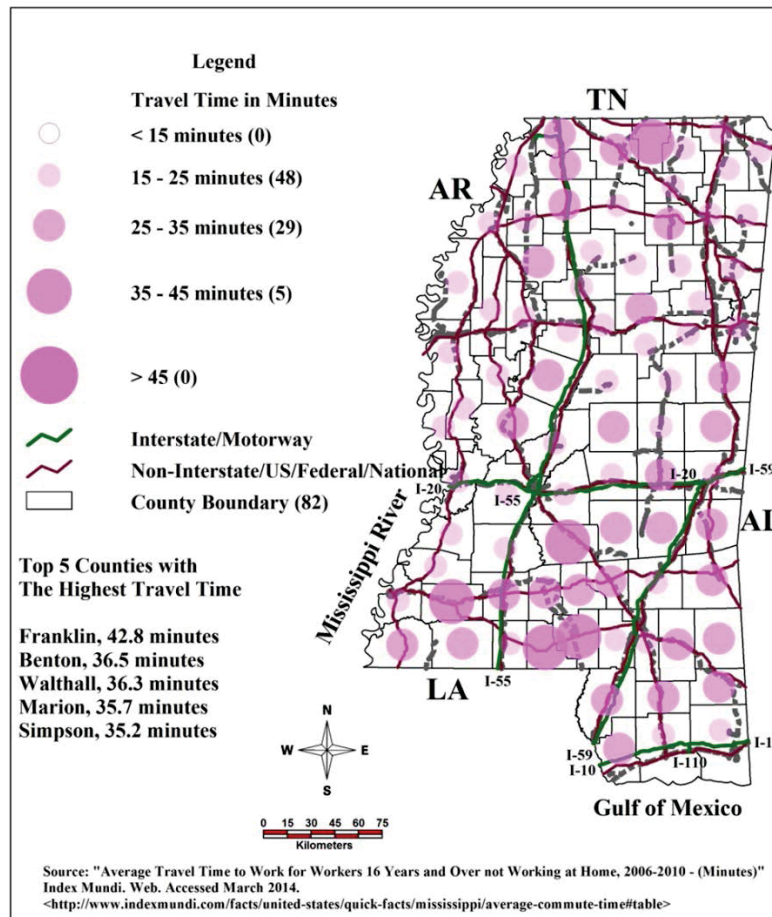 Legend
Travel Time in Minutes
< 15 minutes (0)
15 - 25 minutes (48)
25 - 35 minutes (29)
35 - 45 minutes (5)
> 45 (0)
Interstate/Motorway
Non-Interstate/US/Federal/National
County Boundary (82)
Top 5 Counties with
The Highest Travel Time
Franklin, 42.8 minutes
Benton, 36.5 minutes
Walthall, 36.3 minutes
Marion, 35.7 minutes
Simpson, 35.2 minutes
TN
AR
I-20
I-55
I-20
I-59
AL
Mississippi River
LA
I-55
I-59
I-10
I-110
I-1
Gulf of Mexico
N
W
E
S
0 15 30 45 60 75
Kilometers
Source: "Average Travel Time to Work for Workers 16 Years and Over not Working at Home, 2006-2010 - (Minutes)"
Index Mundi. Web. Accessed March 2014.
<http://www.indexmundi.com/facts/united-states/quick-facts/mississippi/average-commute-time#table>